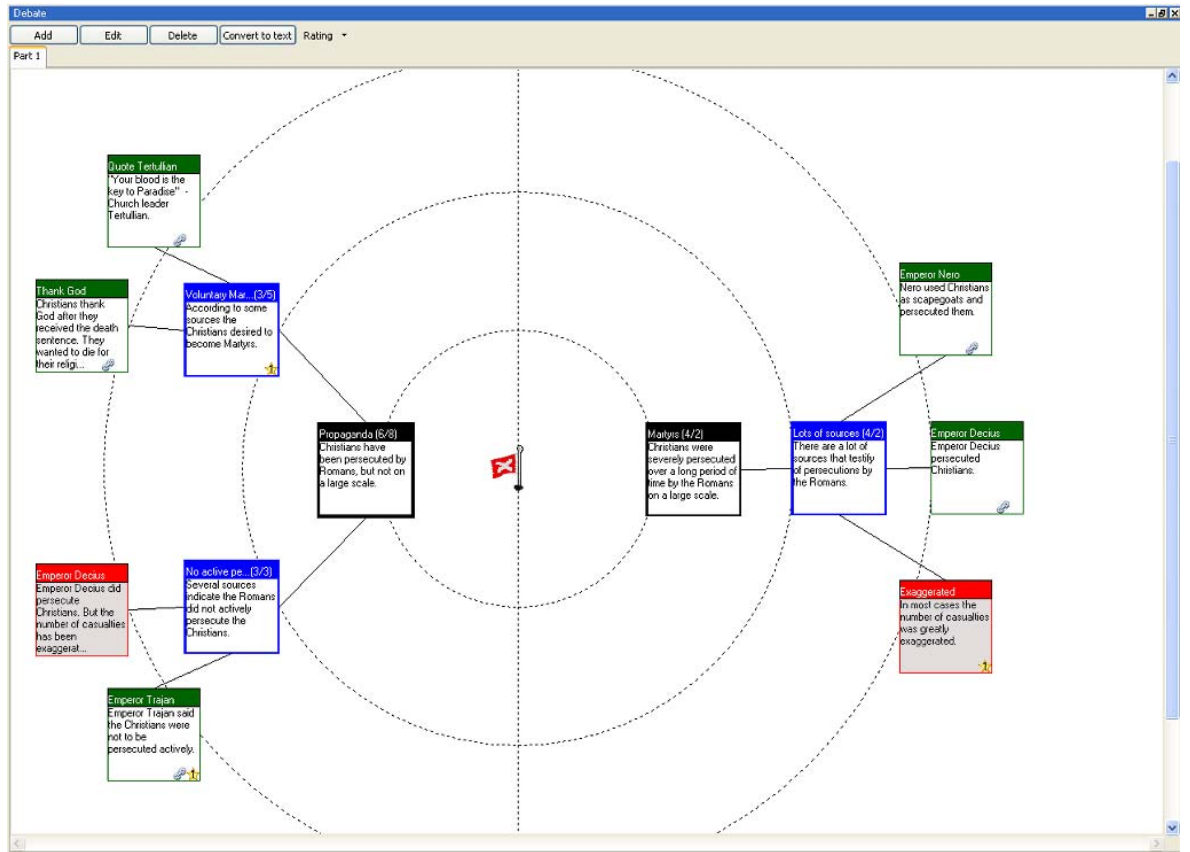 Debate
Add
Edit
Delete
Convert to text
Rating
Part 1
Quote Tertullian
"Your blood is the
key to Paradise" -
Church leader
Tertullian.
Thank God
Christians thank
God after they
received the death
sentence. They
wanted to die for
their religi...
Voluntary Mar...(3/5)
According to some
sources the
Christians desired to
become Martyrs.
Propaganda (6/8)
Christians have
been persecuted by
Romans, but not on
a large scale.
Emperor Decius
Emperor Decius did
persecute
Christians. But the
number of casualties
has been
exaggerat...
No active pe...(3/3)
Several sources
indicate the Romans
did not actively
persecute the
Christians.
Emperor Trajan
Emperor Trajan said
the Christians were
not to be
persecuted actively.
1
1
Martyrs (4/2)
Christians were
severely persecuted
over a long period of
time by the Romans
on a large scale.
Lots of sources (4/2)
There are a lot of
sources that testify
of persecutions by
the Romans.
Emperor Nero
Nero used Christians
as scapegoats and
persecuted them.
Emperor Decius
Emperor Decius
persecuted
Christians.
Exaggerated
In most cases the
number of casualties
was greatly
exaggerated.
1